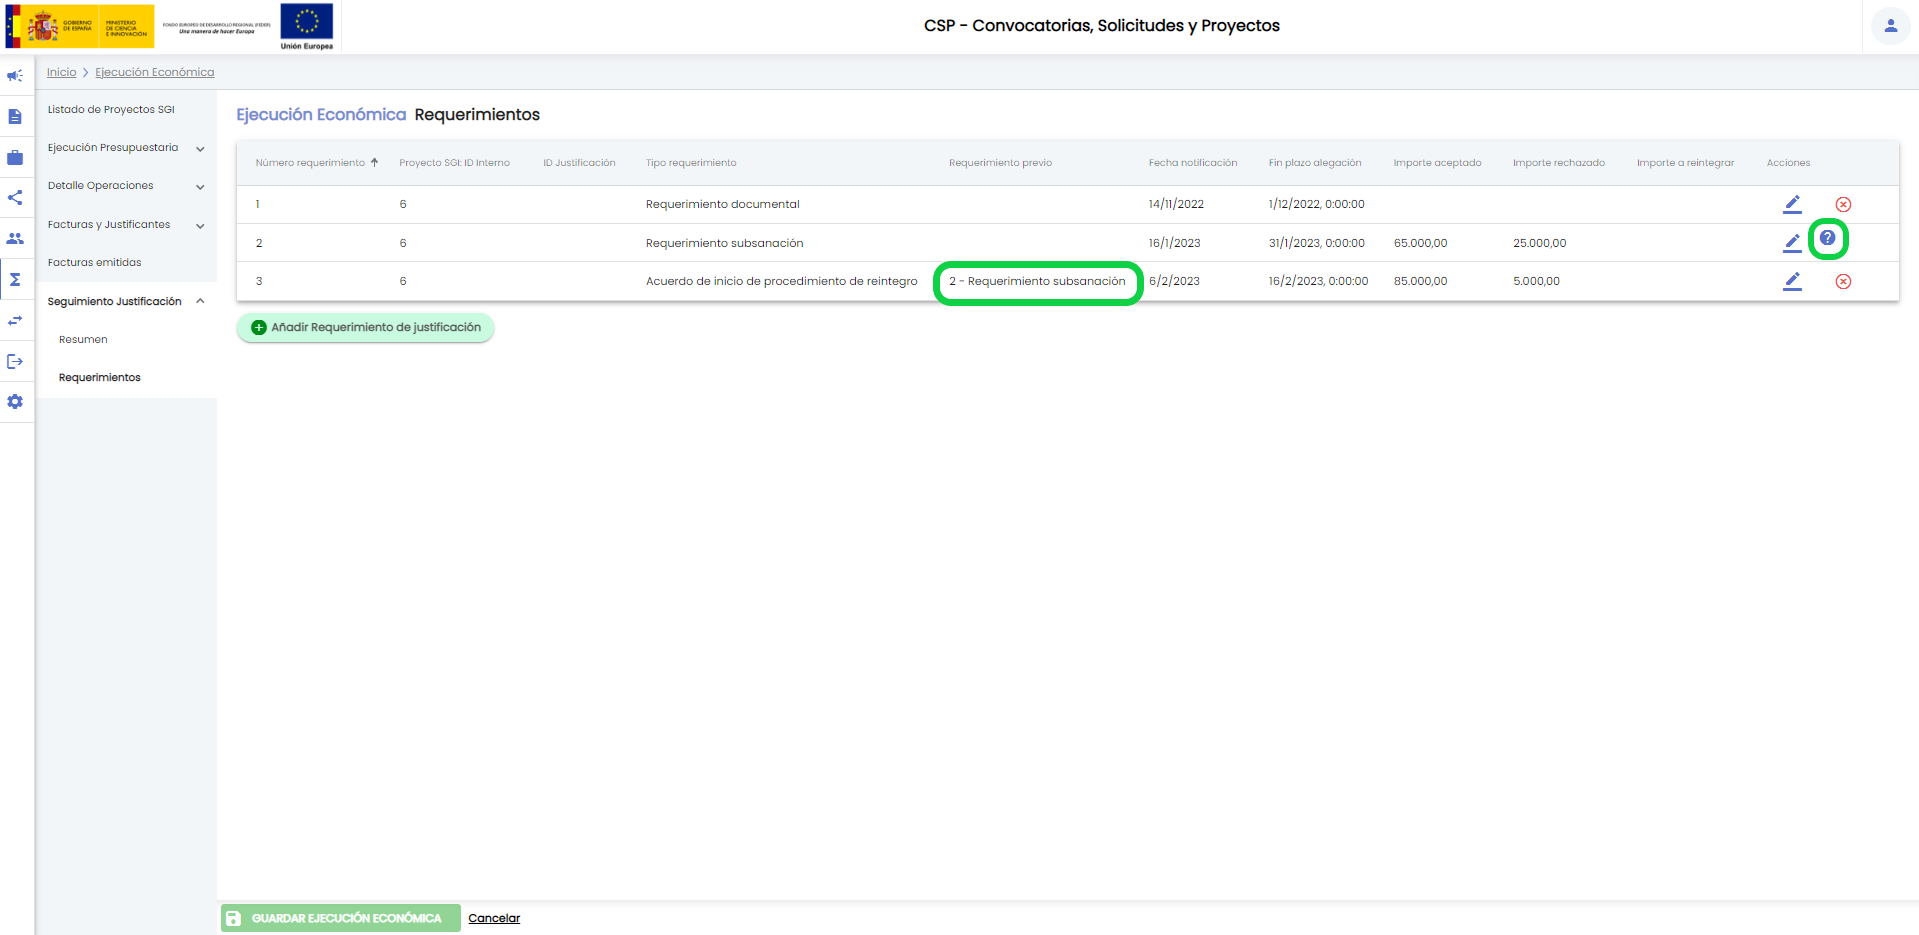 GOBIERNO DE ESPAÑA
MINISTERIO DE CIENCIA E INNOVACIÓN
FONDO EUROPEO DE DESARROLLO REGIONAL (FEDER)
Una manera de hacer Europa
Unión Europea
CSP - Convocatorias, Solicitudes y Proyectos
Inicio > Ejecución Económica
Listado de Proyectos SGI
Ejecución Presupuestaria
Detalle Operaciones
Facturas y Justificantes
Facturas emitidas
Seguimiento Justificación
Resumen
Requerimientos
Ejecución Económica Requerimientos
Número requerimiento Proyecto SGI: ID Interno ID Justificación Tipo requerimiento Requerimiento previo Fecha notificación Fin plazo alegación Importe aceptado Importe rechazado Importe a reintegrar Acciones
1 6 Requerimiento documental 14/11/2022 1/12/2022, 0:00:00
2 6 Requerimiento subsanación 16/1/2023 31/1/2023, 0:00:00 65.000,00 25.000,00 ?
3 6 Acuerdo de inicio de procedimiento de reintegro 2 - Requerimiento subsanación 6/2/2023 16/2/2023, 0:00:00 85.000,00 5.000,00
Añadir Requerimiento de justificación
GUARDAR EJECUCIÓN ECONÓMICA Cancelar